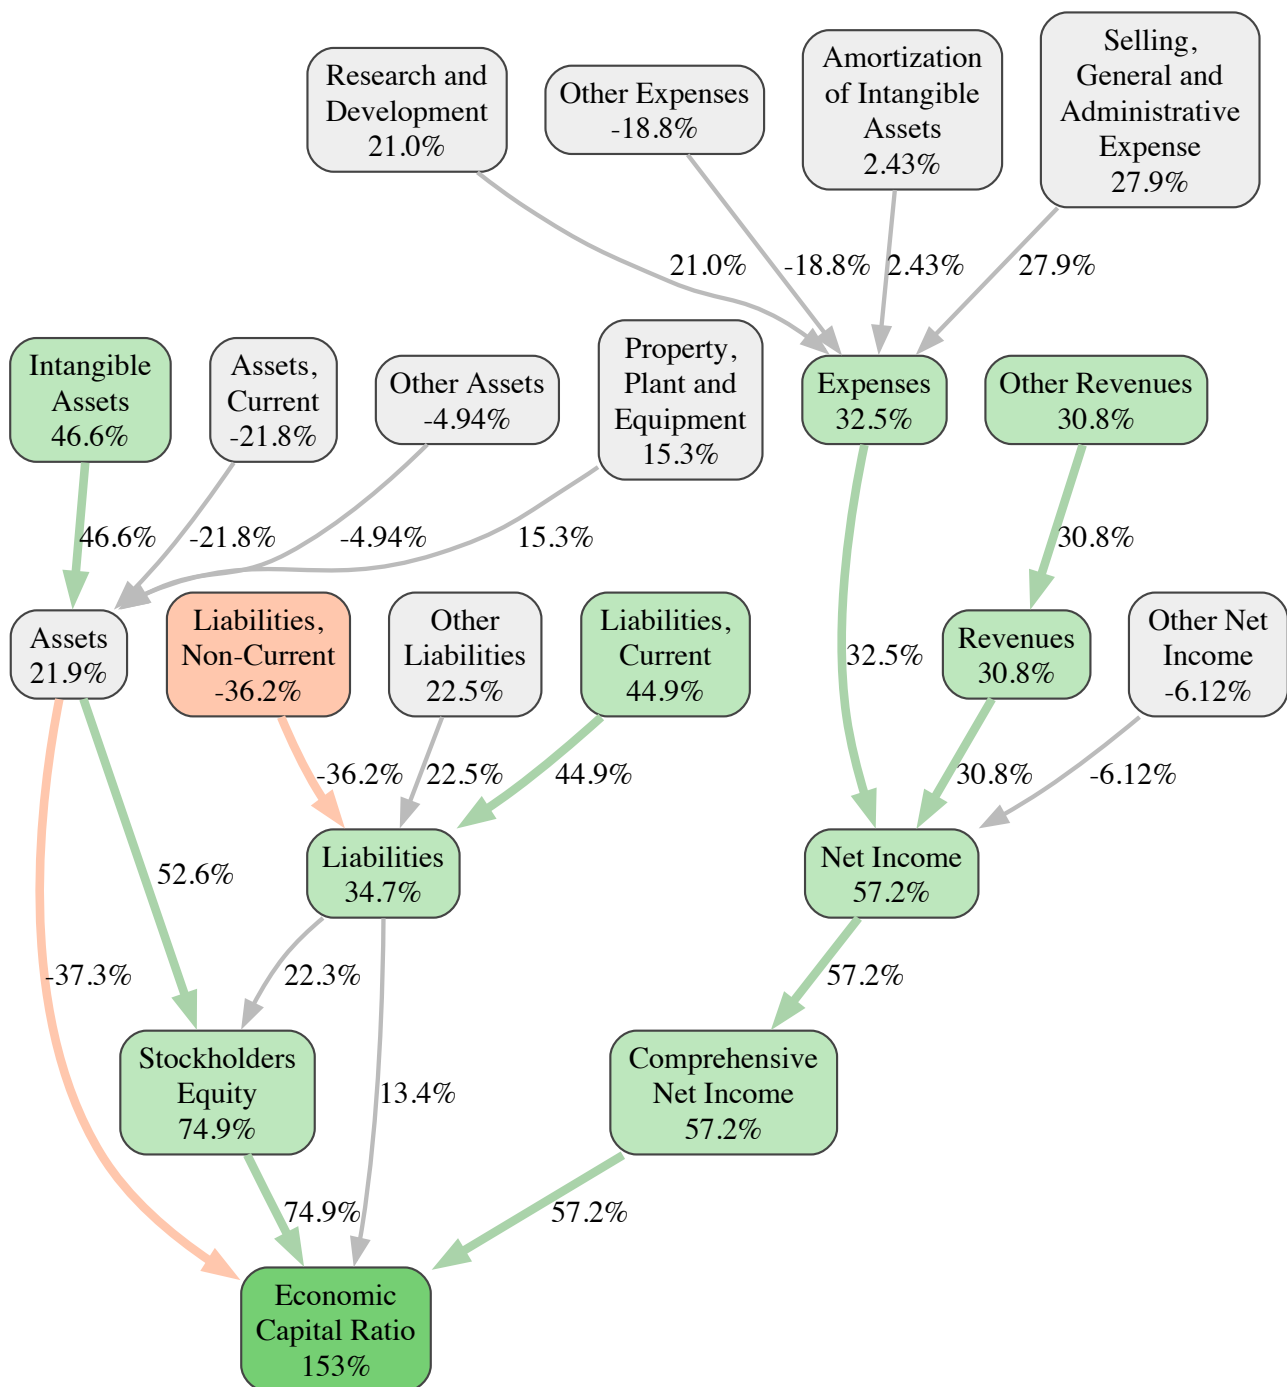 Research and
Development
21.0%
Other Expenses
-18.8%
Amortization
of Intangible
Assets
2.43%
Selling,
General and
Administrative
Expense
27.9%
21.0%
-18.8%
2.43%
27.9%
Intangible
Assets
46.6%
Assets,
Current
-21.8%
Other Assets
-4.94%
Property,
Plant and
Equipment
15.3%
Expenses
32.5%
Other Revenues
30.8%
46.6%
-21.8%
-4.94%
15.3%
30.8%
Assets
21.9%
Liabilities,
Non-Current
-36.2%
Other
Liabilities
22.5%
Liabilities,
Current
44.9%
32.5%
Revenues
30.8%
Other Net
Income
-6.12%
-36.2%
22.5%
44.9%
30.8%
-6.12%
52.6%
Liabilities
34.7%
Net Income
57.2%
-37.3%
22.3%
57.2%
Stockholders
Equity
74.9%
13.4%
Comprehensive
Net Income
57.2%
74.9%
57.2%
Economic
Capital Ratio
153%